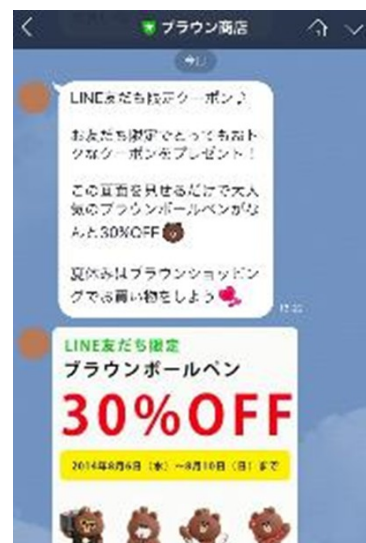 ブラウン商店
今日
LINE友だち限定クーポン♪
お友だち限定でとってもおト
クなクーポンをプレゼント！
この画面を見せるだけで大人
気のブラウンボールペンがな
んと30%OFF
夏休みはブラウンショッピン
グでお買い物をしよう
LINE友だち限定
ブラウンボールペン
30%OFF
2014年8月6日（水）～8月10日（日）まで